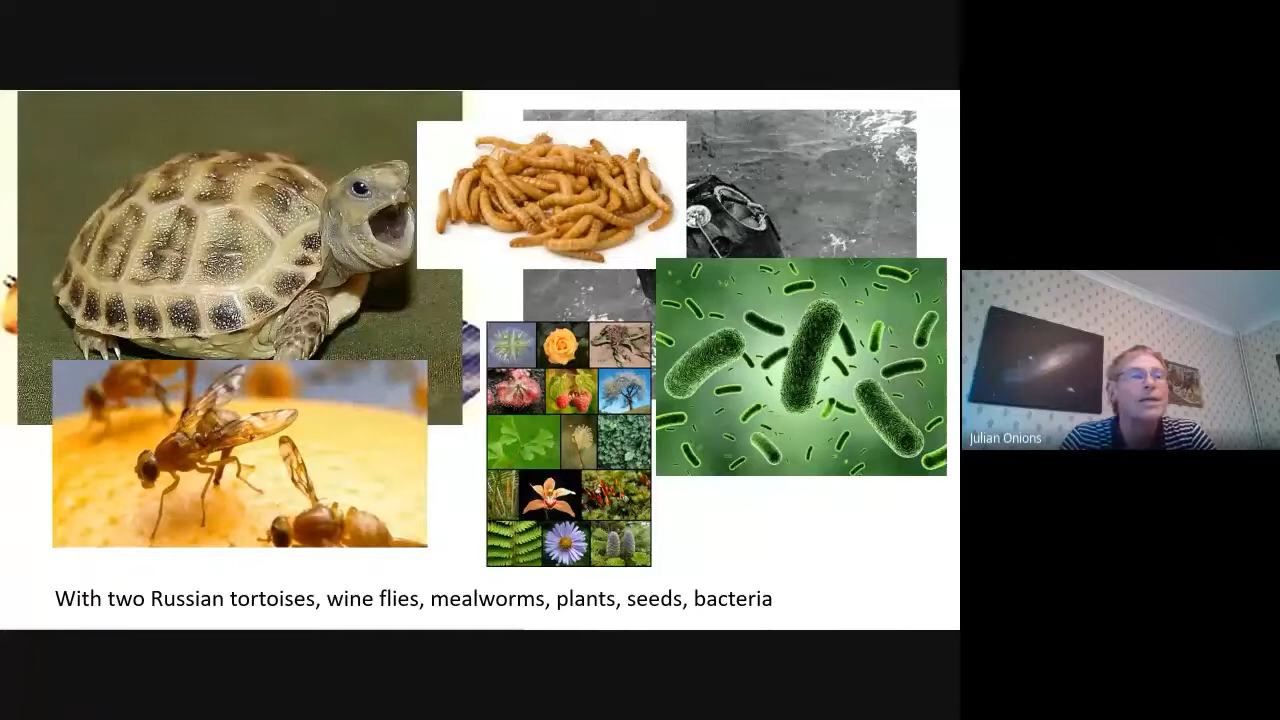 With two Russian tortoises, wine flies, mealworms, plants, seeds, bacteria
Julian Onions